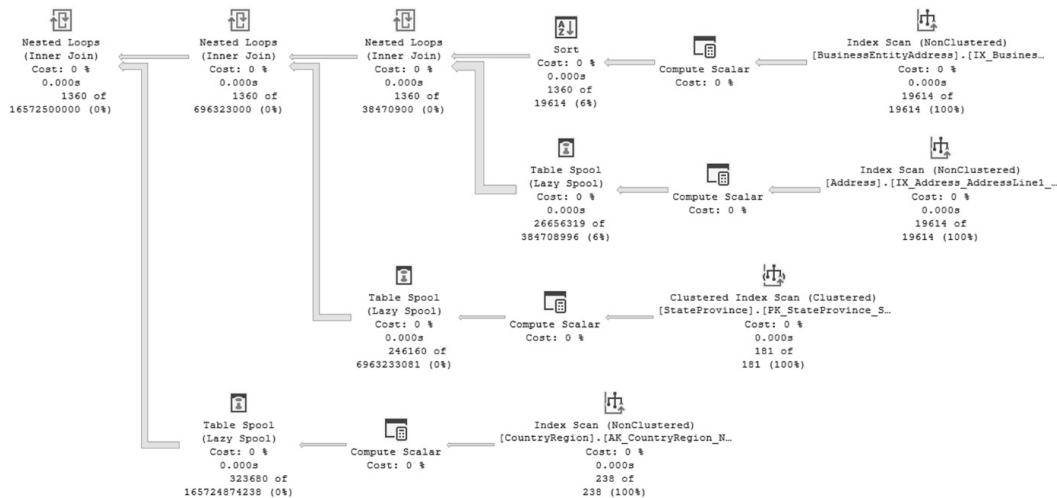 Nested Loops
(Inner Join)
Cost: 0 %
0.000s
1360 of
16572500000 (0%)
Nested Loops
(Inner Join)
Cost: 0 %
0.000s
1360 of
696323000 (0%)
Nested Loops
(Inner Join)
Cost: 0 %
0.000s
1360 of
38470900 (0%)
A
Z
Sort
Cost: 0 %
0.000s
1360 of
19614 (6%)
Compute Scalar
Cost: 0 %
Index Scan (NonClustered)
[BusinessEntityAddress].[IX_Busines…
Cost: 0 %
0.000s
19614 of
19614 (100%)
Table Spool
(Lazy Spool)
Cost: 0 %
0.000s
26656319 of
384708996 (6%)
Compute Scalar
Cost: 0 %
Index Scan (NonClustered)
[Address].[IX_Address_AddressLine1_…
Cost: 0 %
0.000s
19614 of
19614 (100%)
Table Spool
(Lazy Spool)
Cost: 0 %
0.000s
246160 of
6963233081 (0%)
Compute Scalar
Cost: 0 %
Clustered Index Scan (Clustered)
[StateProvince].[PK_StateProvince_S…
Cost: 0 %
0.000s
181 of
181 (100%)
Table Spool
(Lazy Spool)
Cost: 0 %
0.000s
323680 of
165724874238 (0%)
Compute Scalar
Cost: 0 %
Index Scan (NonClustered)
[CountryRegion].[AK_CountryRegion_N…
Cost: 0 %
0.000s
238 of
238 (100%)